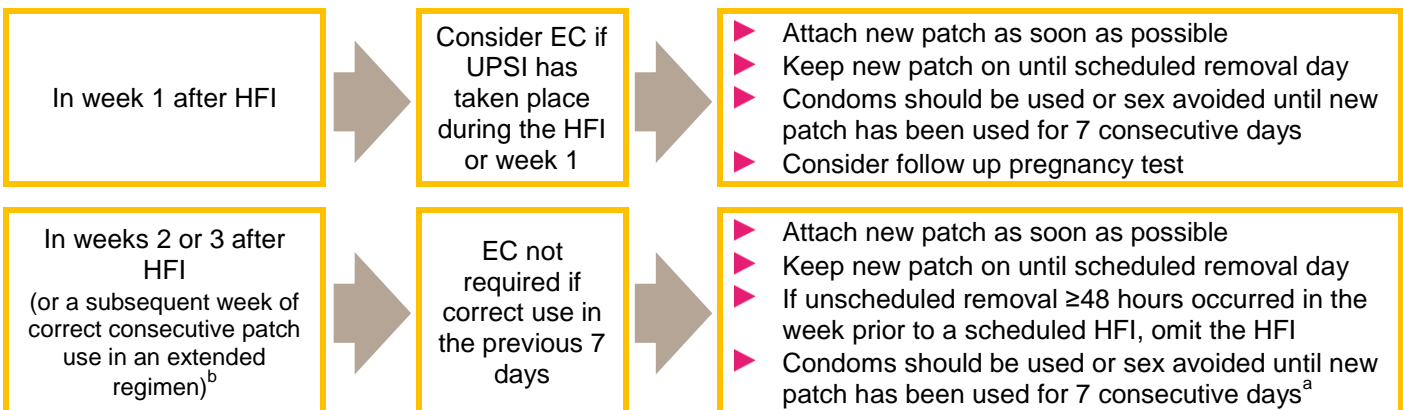 In week 1 after HFI
Consider EC if
UPSI has
taken place
during the HFI
or week 1
Attach new patch as soon as possible
Keep new patch on until scheduled removal day
Condoms should be used or sex avoided until new
patch has been used for 7 consecutive days
Consider follow up pregnancy test
In weeks 2 or 3 after
HFI
(or a subsequent week of
correct consecutive patch
use in an extended
regimen)b
EC not
required if
correct use in
the previous 7
days
Attach new patch as soon as possible
Keep new patch on until scheduled removal day
If unscheduled removal ≥48 hours occurred in the
week prior to a scheduled HFI, omit the HFI
Condoms should be used or sex avoided until new
patch has been used for 7 consecutive daysa